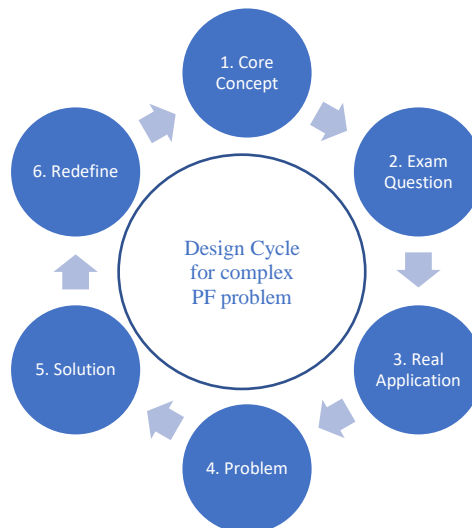 1. Core
Concept
2. Exam
Question
3. Real
Application
4. Problem
5. Solution
6. Redefine
Design Cycle
for complex
PF problem